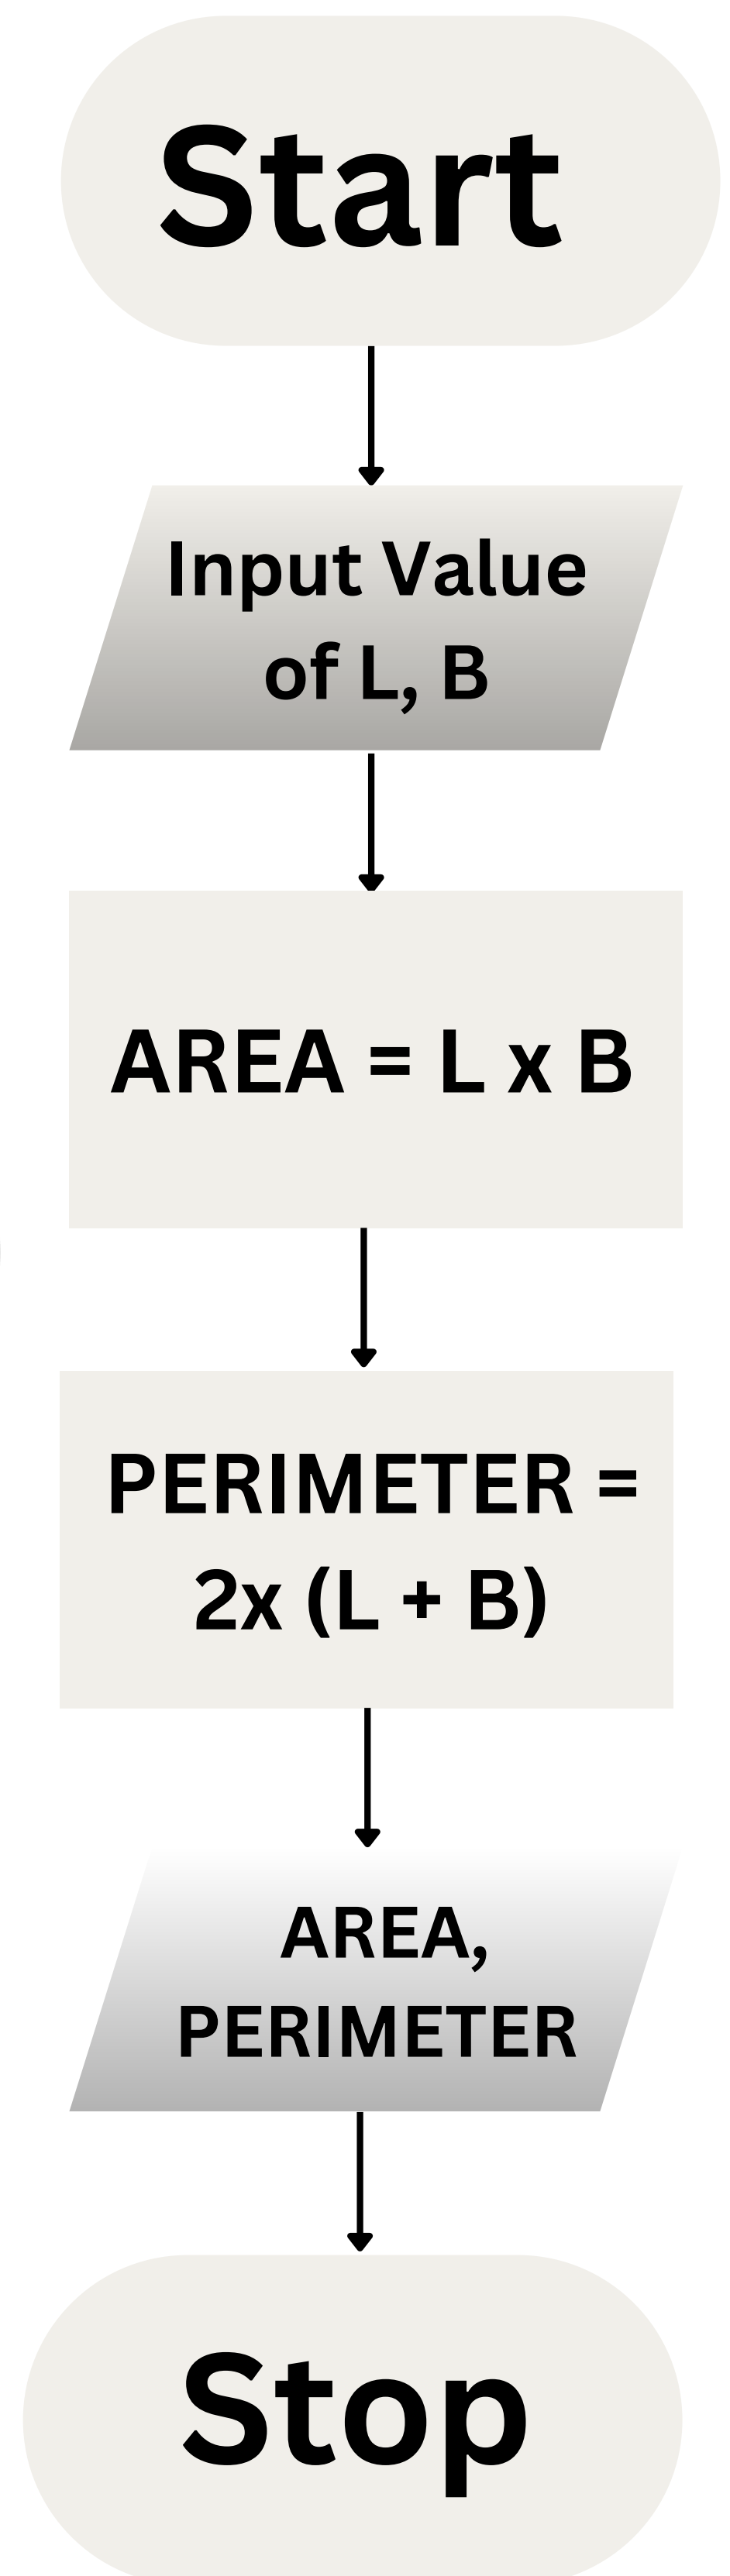 Start
Input Value
of L, B
AREA = L x B
PERIMETER =
2x (L + B)
AREA,
PERIMETER
Stop